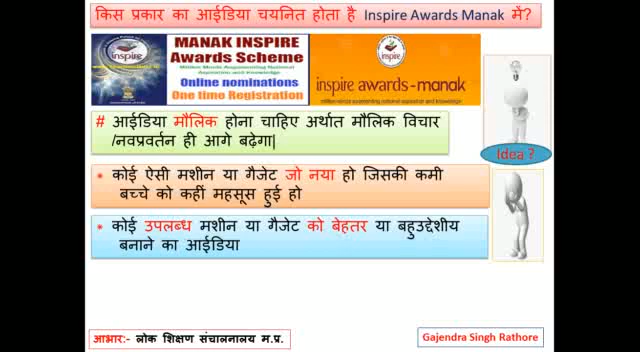 किस प्रकार का आईडिया चयनित होता है Inspire Awards Manak में?
inspire
MANAK INSPIRE
Awards Scheme
Million Minds Augmenting National
Aspiration and Knowledge
Online nominations
One time Registration
inspire
inspire awards-manak
million minds augmenting national aspiration and knowledge
# आईडिया मौलिक होना चाहिए अर्थात मौलिक विचार
/नवप्रवर्तन ही आगे बढ़ेगा|
Idea ?
* कोई ऐसी मशीन या गैजेट जो नया हो जिसकी कमी
बच्चे को कहीं महसूस हुई हो
* कोई उपलब्ध मशीन या गैजेट को बेहतर या बहुउद्देशीय
बनाने का आईडिया
आभार:- लोक शिक्षण संचालनालय म.प्र.
Gajendra Singh Rathore